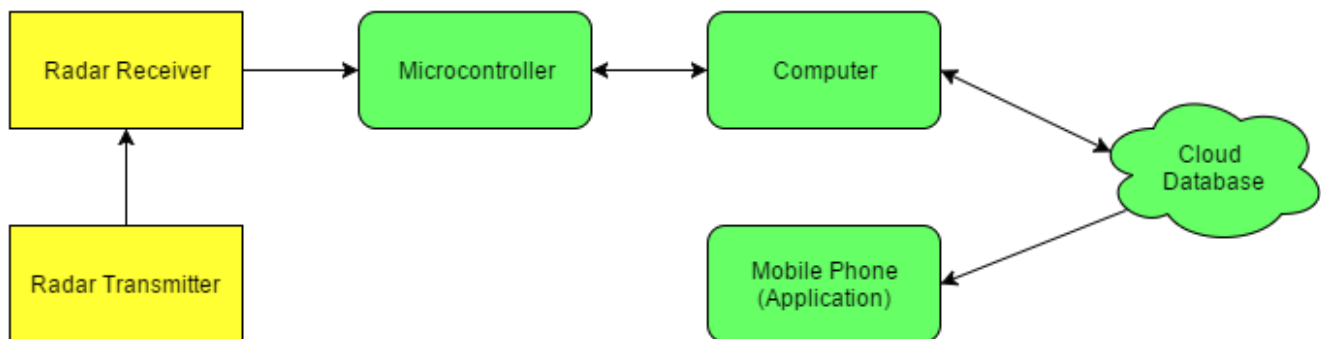 Radar Receiver
Microcontroller
Computer
Cloud
Database
Radar Transmitter
Mobile Phone
(Application)